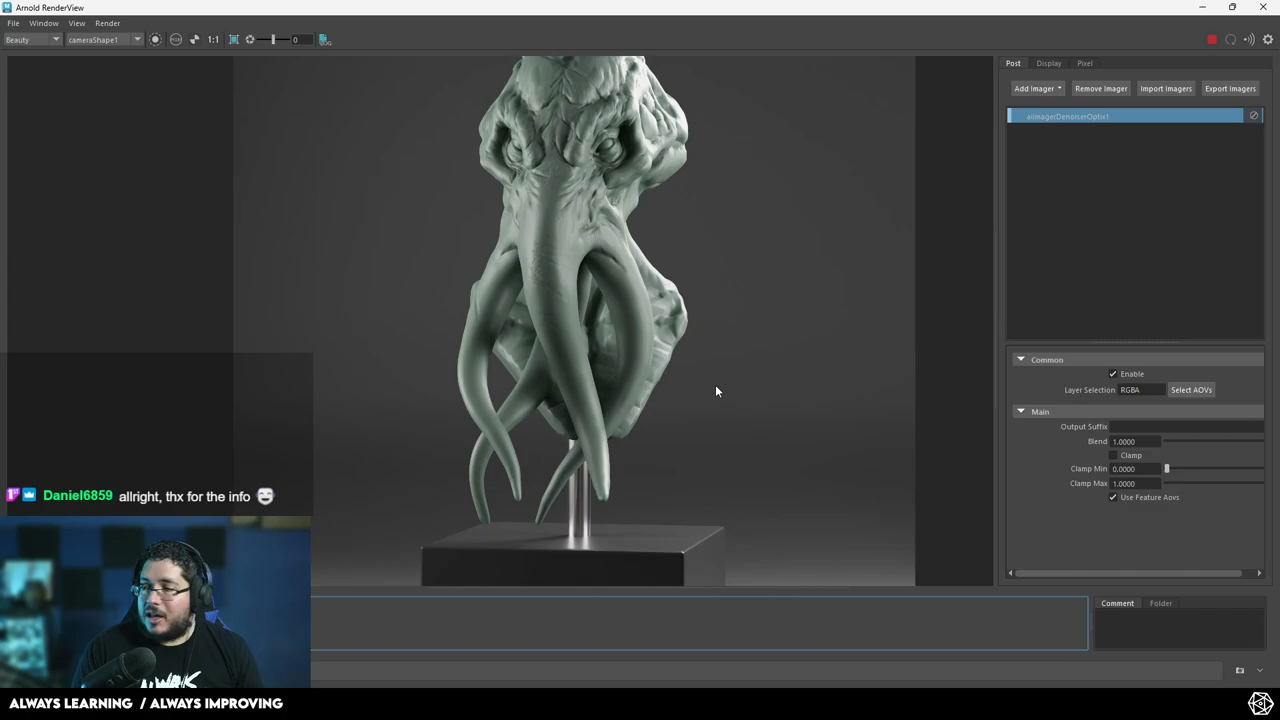 Arnold RenderView
File Window View Render
Beauty cameraShape1 1:1 0 LOG
Post Display Pixel
Add Imager Remove Imager Import Imagers Export Imagers
aiImagerDenoiserOptix1
Common
Enable
Layer Selection RGBA Select AOVs
Main
Output Suffix
Blend 1.0000
Clamp
Clamp Min 0.0000
Clamp Max 1.0000
Use Feature Aovs
Daniel6859 allright, thx for the info
Comment Folder
ALWAYS LEARNING / ALWAYS IMPROVING